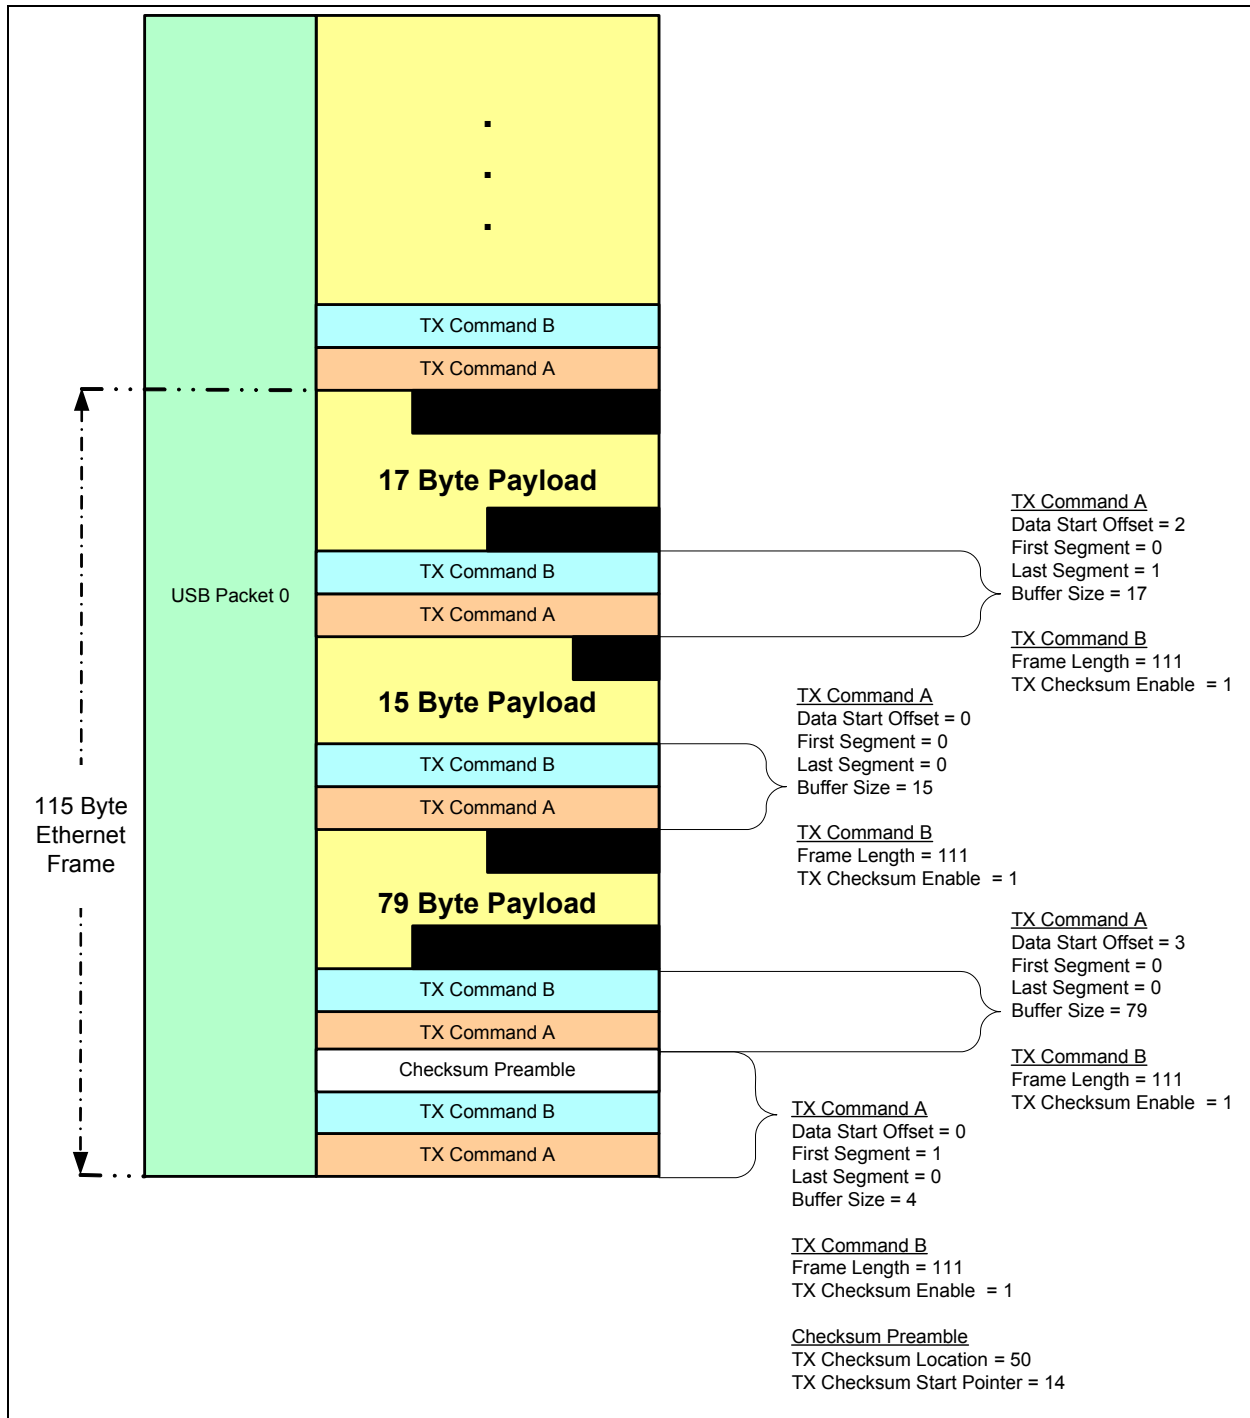 TX Command B
TX Command A
17 Byte Payload
TX Command B
TX Command A
USB Packet 0
15 Byte Payload
TX Command B
TX Command A
115 Byte
Ethernet
Frame
79 Byte Payload
TX Command B
TX Command A
Checksum Preamble
TX Command B
TX Command A
TX Command A
Data Start Offset = 2
First Segment = 0
Last Segment = 1
Buffer Size = 17
TX Command B
Frame Length = 111
TX Checksum Enable = 1
TX Command A
Data Start Offset = 0
First Segment = 0
Last Segment = 0
Buffer Size = 15
TX Command B
Frame Length = 111
TX Checksum Enable = 1
TX Command A
Data Start Offset = 3
First Segment = 0
Last Segment = 0
Buffer Size = 79
TX Command B
Frame Length = 111
TX Checksum Enable = 1
TX Command A
Data Start Offset = 0
First Segment = 1
Last Segment = 0
Buffer Size = 4
TX Command B
Frame Length = 111
TX Checksum Enable = 1
Checksum Preamble
TX Checksum Location = 50
TX Checksum Start Pointer = 14